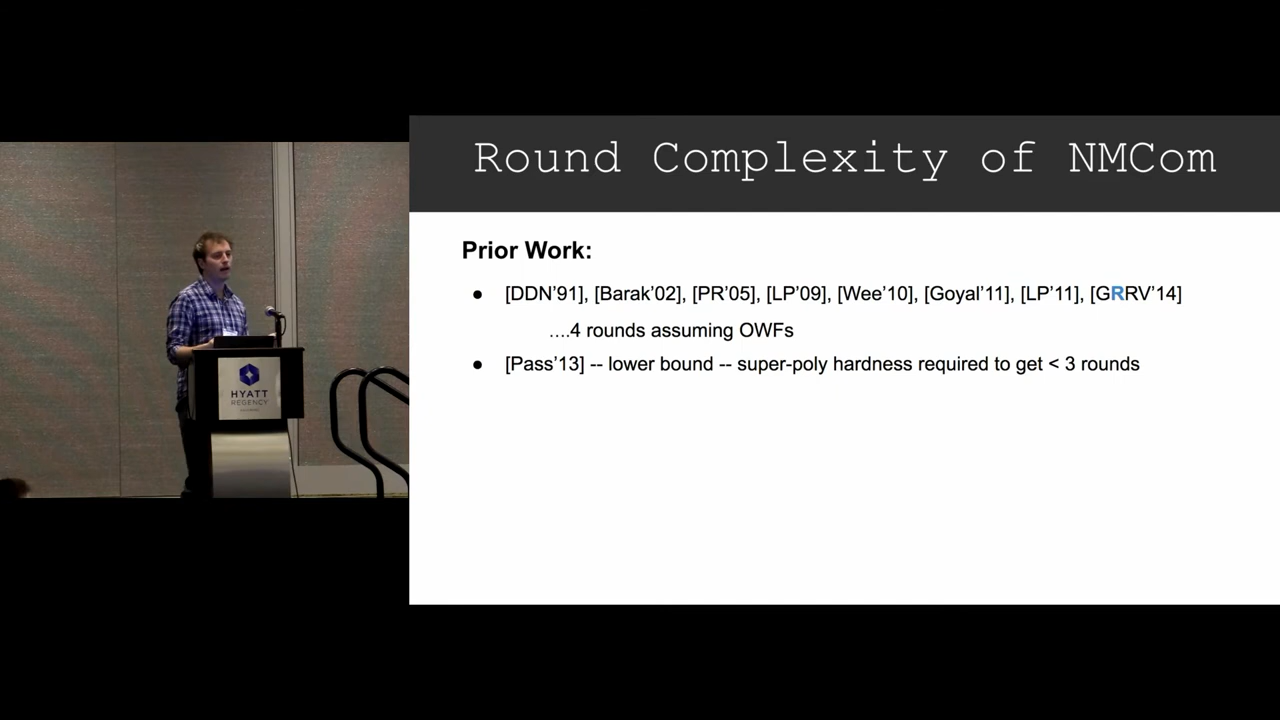 Round Complexity of NMCom
Prior Work:
● [DDN'91], [Barak'02], [PR'05], [LP'09], [Wee'10], [Goyal'11], [LP'11], [GRRV'14]
....4 rounds assuming OWFs
● [Pass'13] -- lower bound -- super-poly hardness required to get < 3 rounds
HYATT
REGENCY